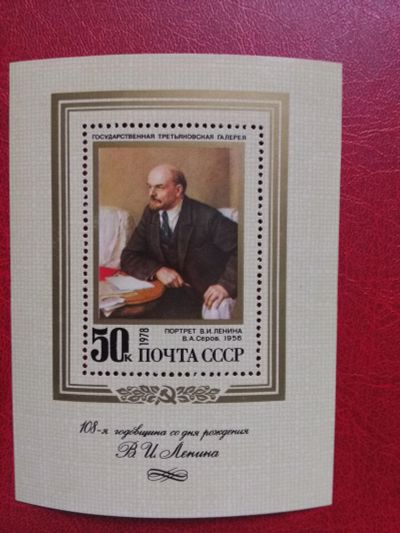 ГОСУДАРСТВЕННАЯ ТРЕТЬЯКОВСКАЯ ГАЛЕРЕЯ
ПОРТРЕТ В.И. ЛЕНИНА
В.А. Серов. 1956
50к 1978 ПОЧТА СССР
108-я годовщина со дня рождения
В. И. Ленина